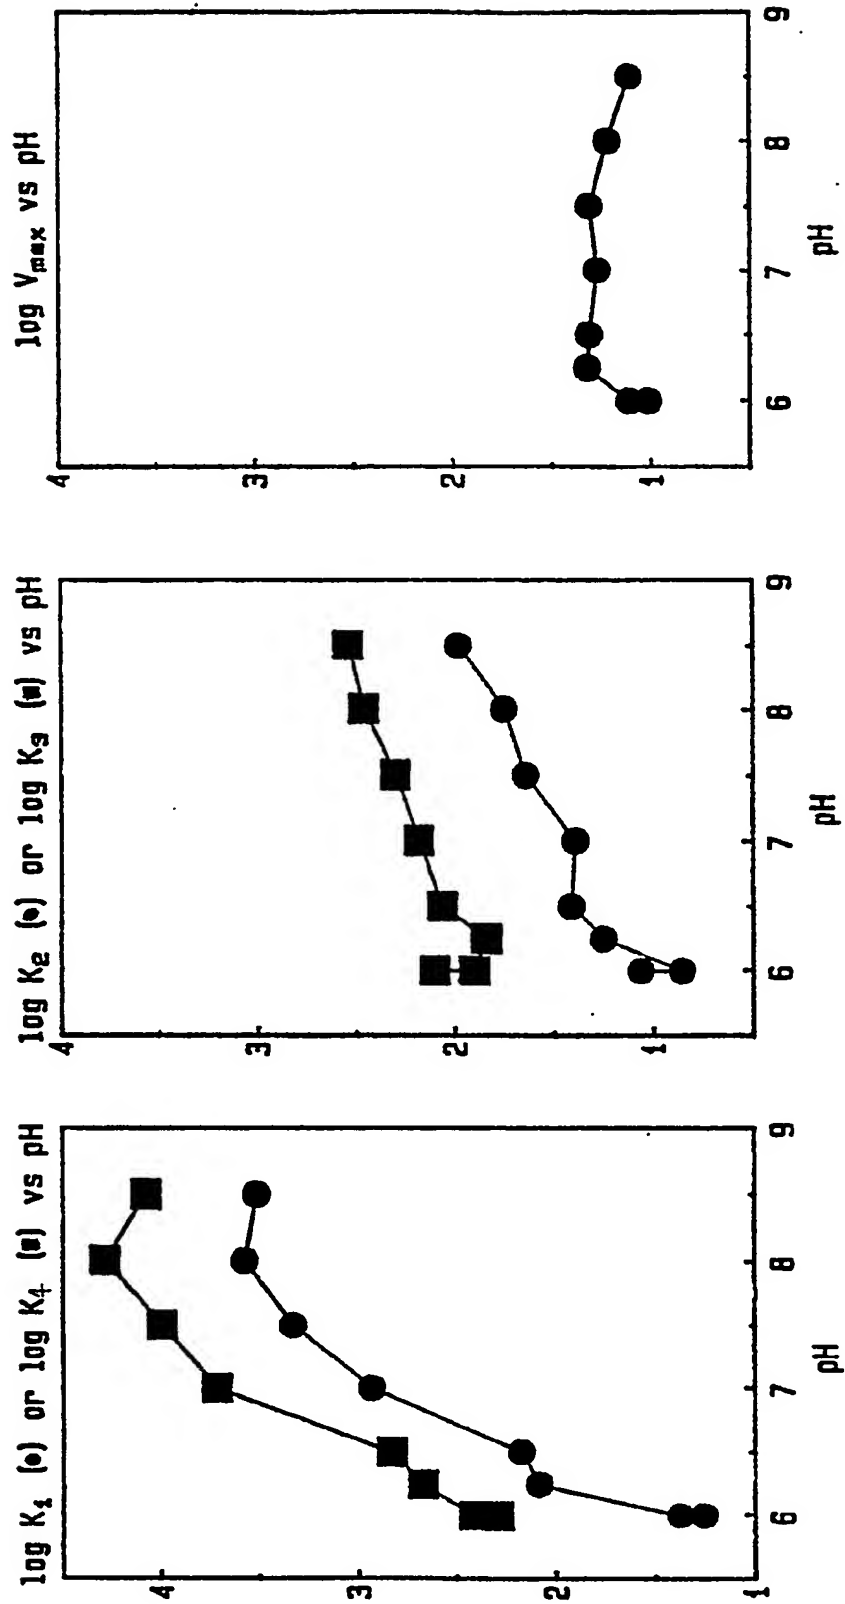 log K₁ (●) or log K₄ (■) vs pH
4
3
2
1
6 7 8 9
pH
log K₂ (●) or log K₃ (■) vs pH
4
3
2
1
6 7 8 9
pH
log Vₘₐₓ vs pH
4
3
2
1
6 7 8 9
pH